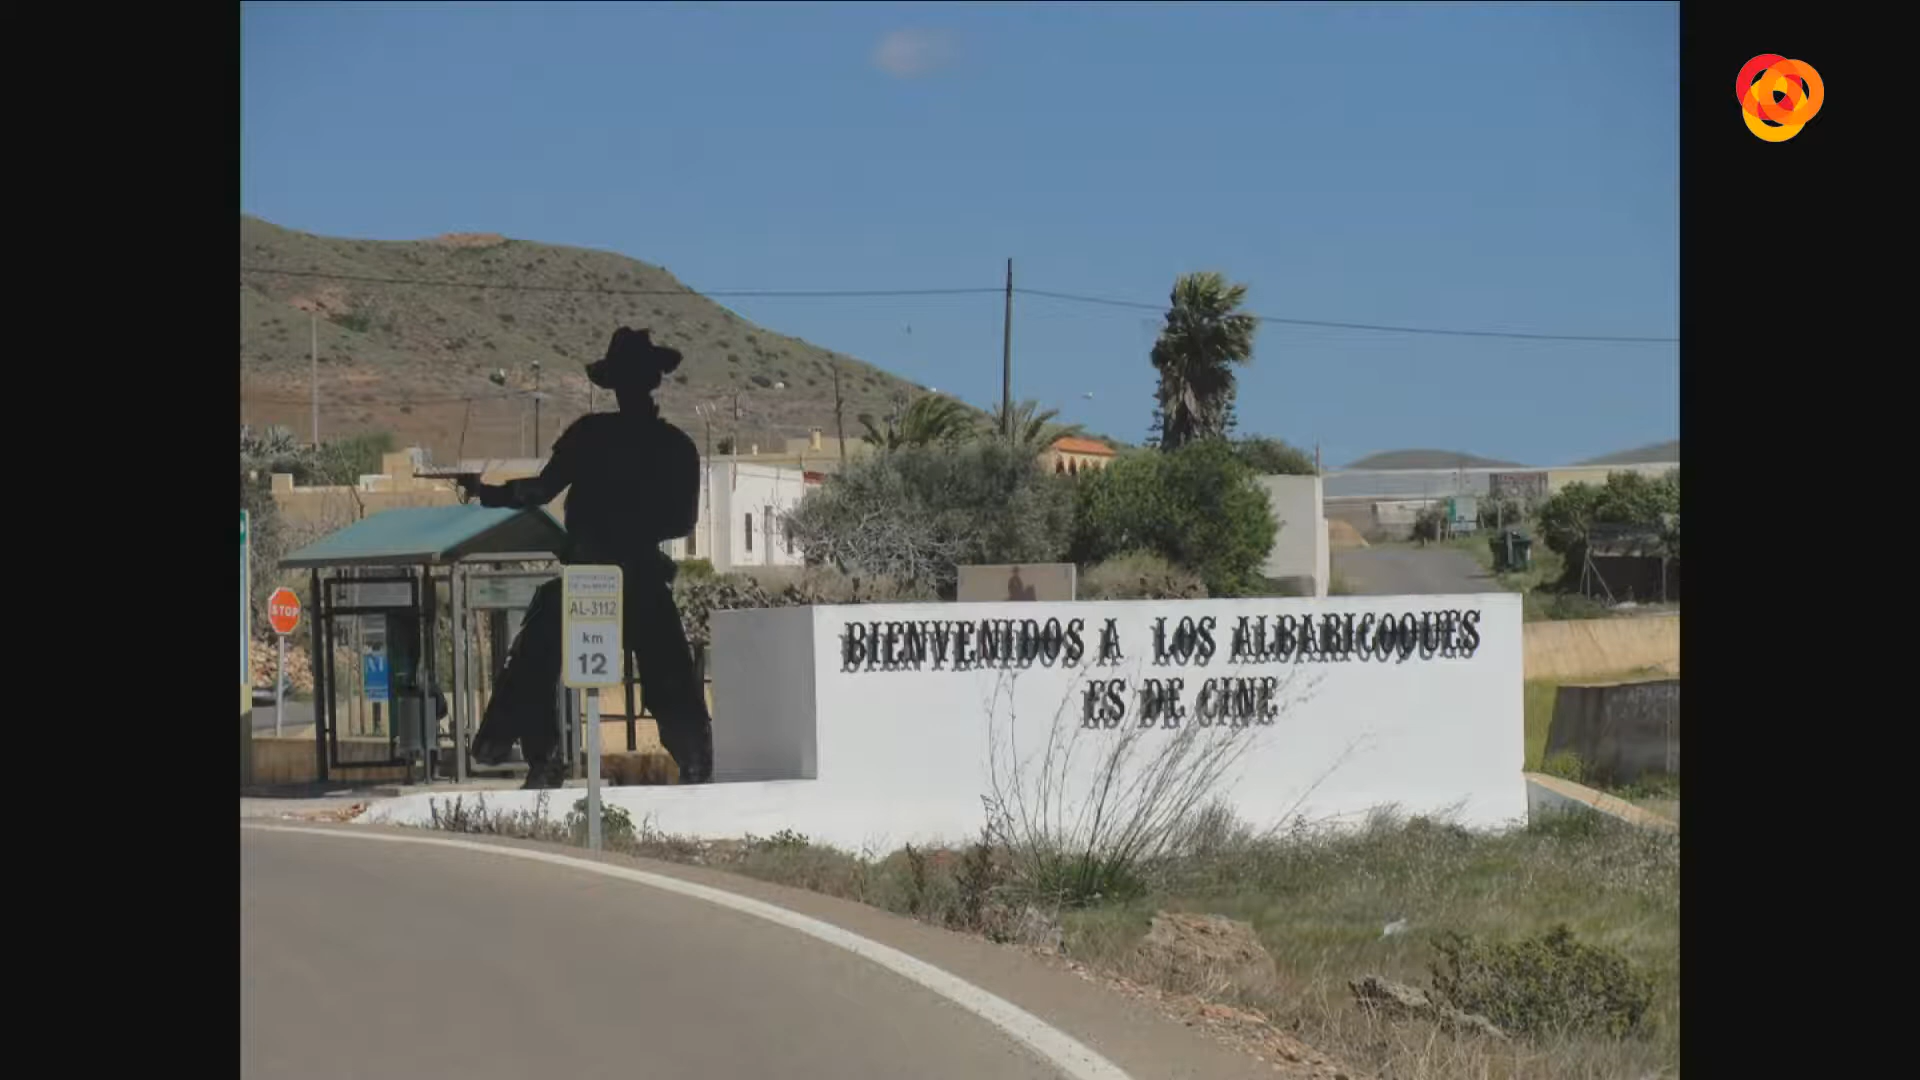 BIENVENIDOS A LOS ALBARICOQUES
ES DE CINE
AL-3112
km
12
STOP